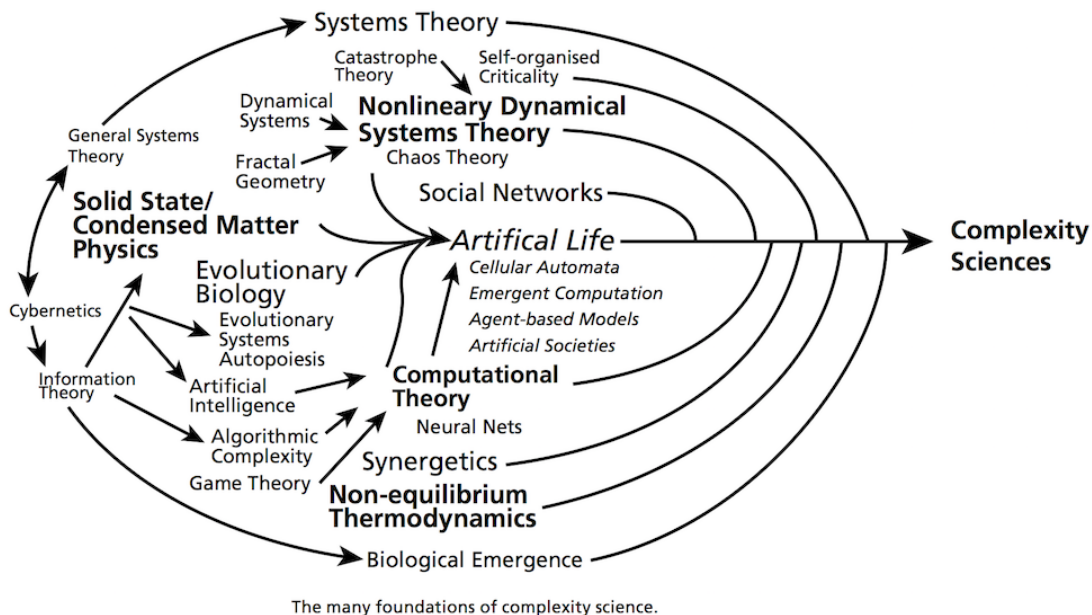 Systems Theory
Catastrophe
Theory
Self-organised
Criticality
Dynamical
Systems
Nonlineary Dynamical
Systems Theory
Chaos Theory
General Systems
Theory
Fractal
Geometry
Social Networks
Solid State/
Condensed Matter
Physics
Artifical Life
Complexity
Sciences
Cellular Automata
Emergent Computation
Agent-based Models
Artificial Societies
Evolutionary
Biology
Cybernetics
Evolutionary
Systems
Autopoiesis
Information
Theory
Artificial
Intelligence
Computational
Theory
Neural Nets
Algorithmic
Complexity
Game Theory
Synergetics
Non-equilibrium
Thermodynamics
Biological Emergence
The many foundations of complexity science.